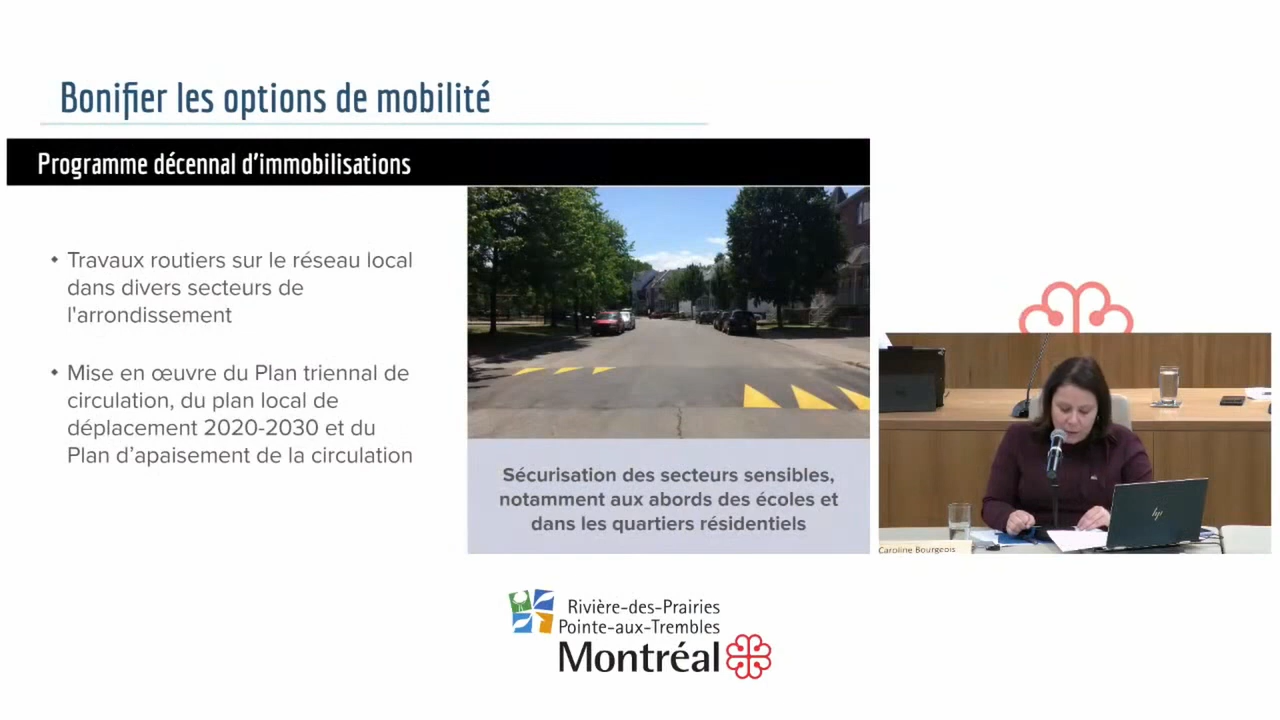 Bonifier les options de mobilité
Programme décennal d'immobilisations
• Travaux routiers sur le réseau local
dans divers secteurs de
l'arrondissement
• Mise en œuvre du Plan triennal de
circulation, du plan local de
déplacement 2020-2030 et du
Plan d'apaisement de la circulation
Sécurisation des secteurs sensibles,
notamment aux abords des écoles et
dans les quartiers résidentiels
hp
Caroline Bourgeois
Rivière-des-Prairies
Pointe-aux-Trembles
Montréal